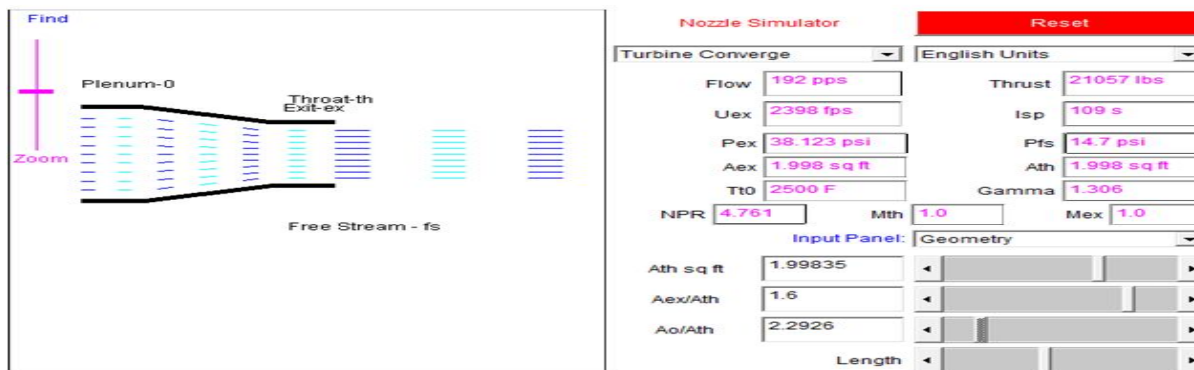 Find
Plenum-0
Throat-th
Exit-ex
Zoom
Free Stream - fs
Nozzle Simulator Reset
Turbine Converge English Units
Flow 192 pps Thrust 21057 lbs
Uex 2398 fps Isp 109 s
Pex 38.123 psi Pfs 14.7 psi
Aex 1.998 sq ft Ath 1.998 sq ft
Tt0 2500 F Gamma 1.306
NPR 4.761 Mth 1.0 Mex 1.0
Input Panel: Geometry
Ath sq ft 1.99835
Aex/Ath 1.6
Ao/Ath 2.2926
Length